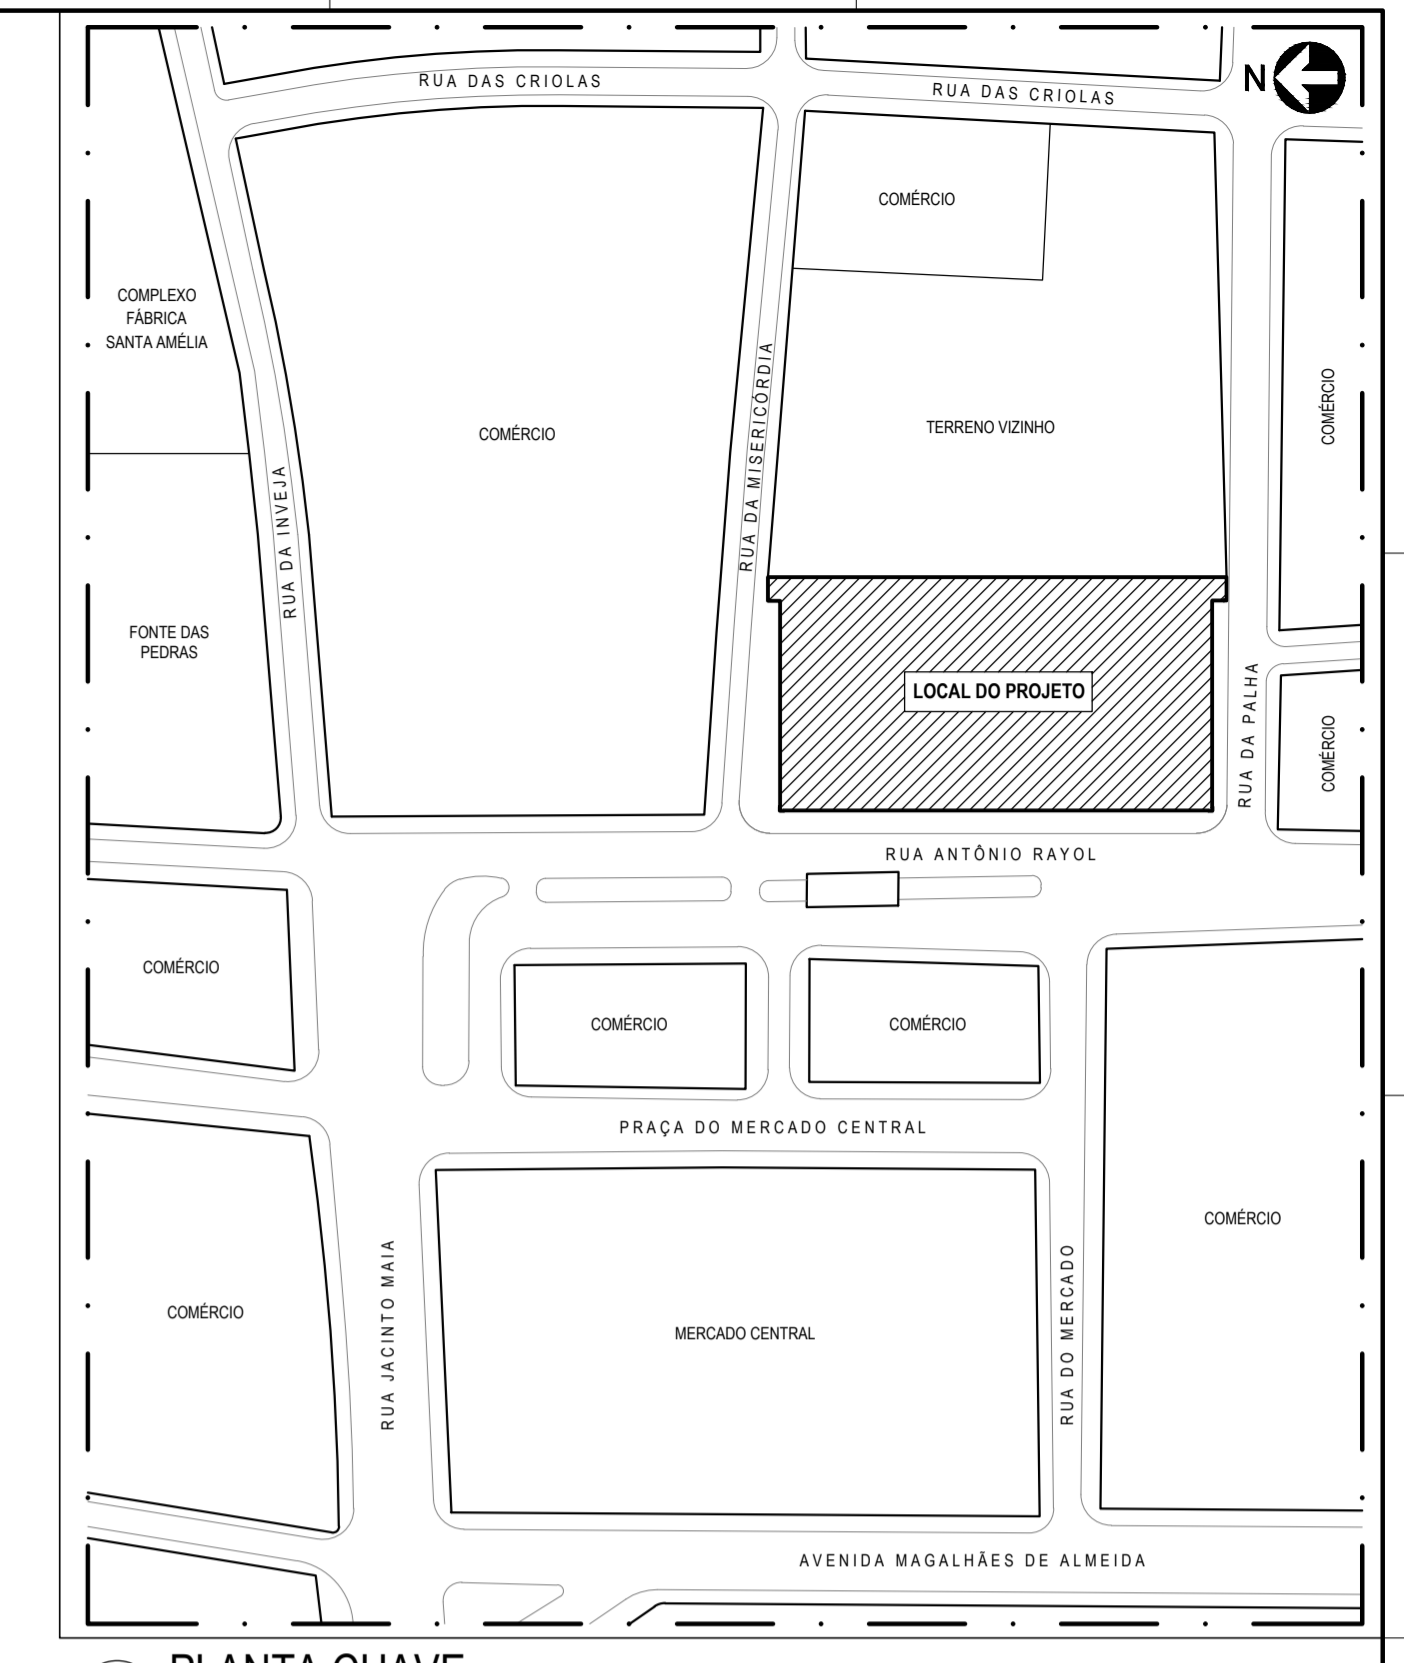 RUA DAS CRIOLAS
RUA DAS CRIOLAS
N
COMÉRCIO
COMPLEXO
FÁBRICA
SANTA AMÉLIA
COMÉRCIO
RUA DA MISERICÓRDIA
TERRENO VIZINHO
COMÉRCIO
RUA DA INVEJA
FONTE DAS
PEDRAS
LOCAL DO PROJETO
RUA DA PALHA
COMÉRCIO
RUA ANTÔNIO RAYOL
COMÉRCIO
COMÉRCIO
COMÉRCIO
PRAÇA DO MERCADO CENTRAL
COMÉRCIO
COMÉRCIO
RUA JACINTO MAIA
MERCADO CENTRAL
RUA DO MERCADO
AVENIDA MAGALHÃES DE ALMEIDA
PLANTA CHAVE